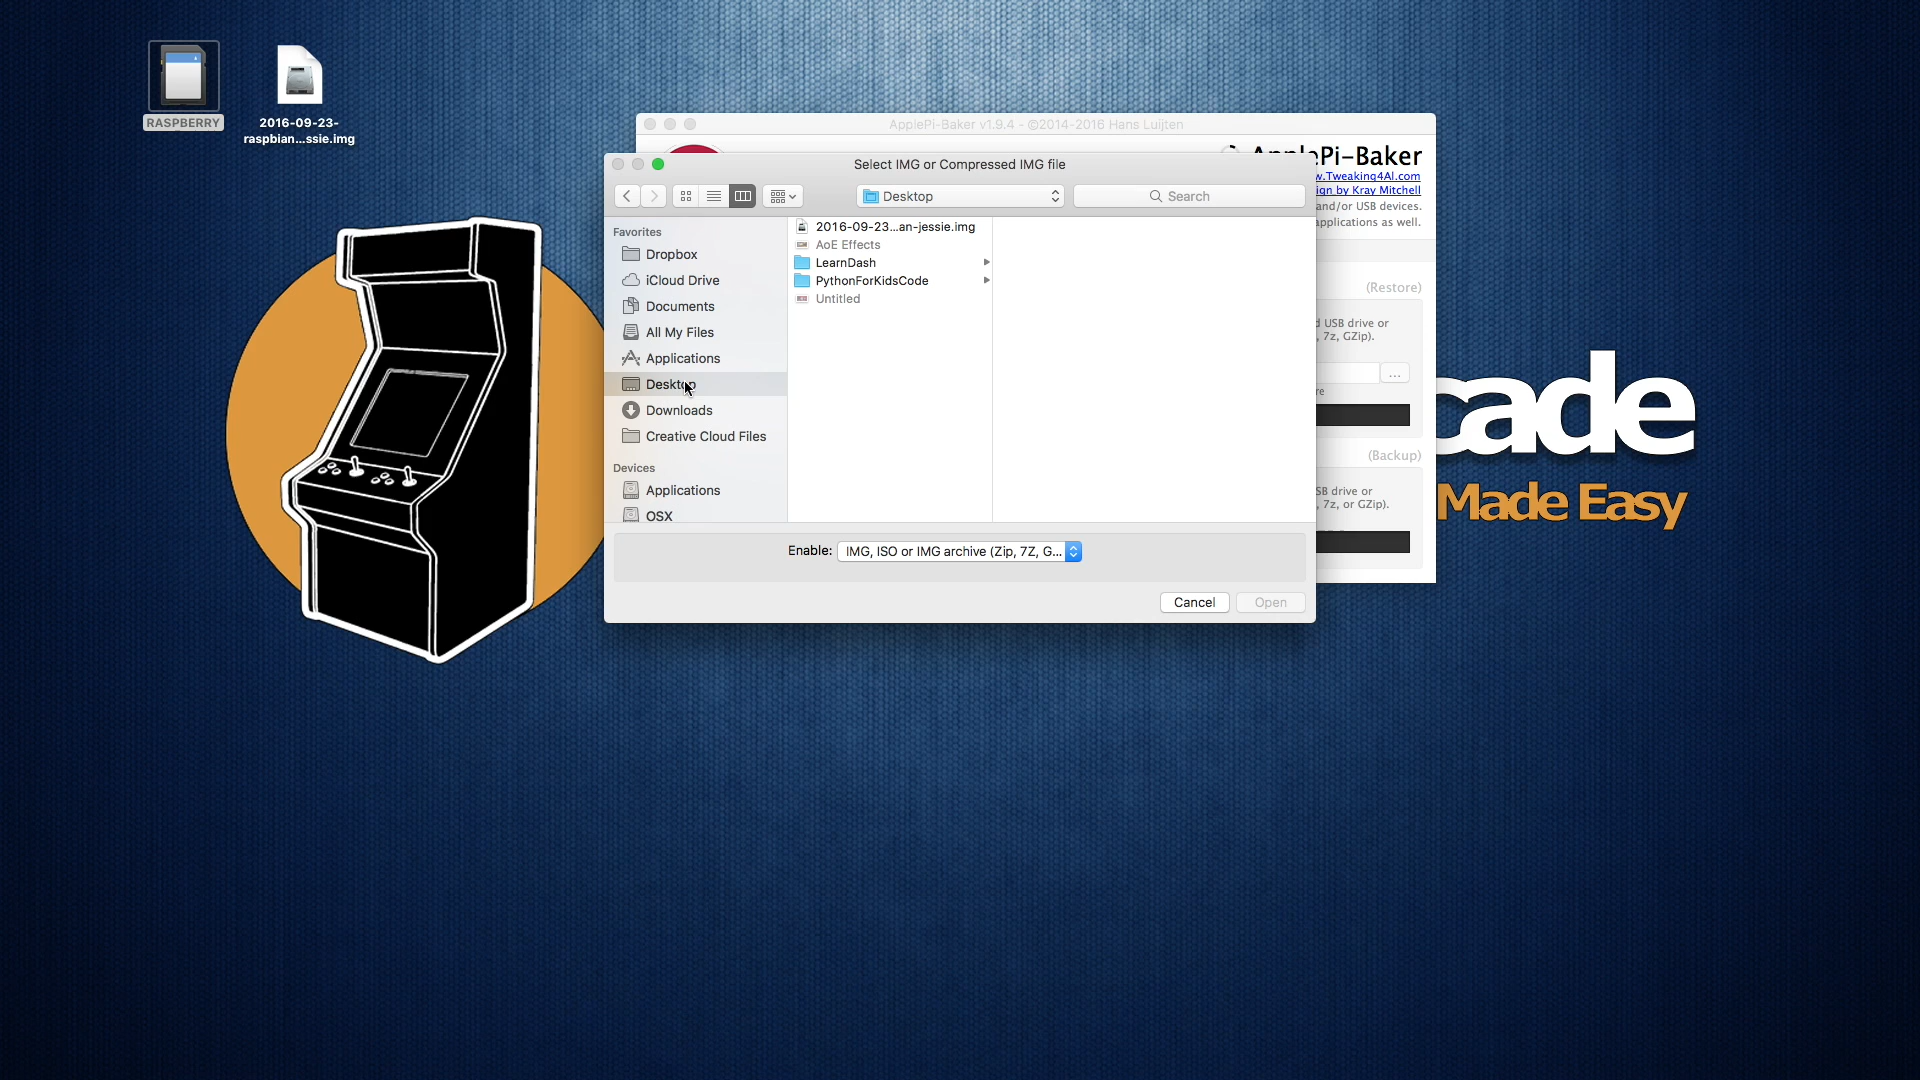 RASPBERRY
2016-09-23-
raspbian...ssie.img
ApplePi-Baker v1.9.4 - ©2014-2016 Hans Luijten
Pi-Baker
w.Tweaking4All.com
ign by Kray Mitchell
and/or USB devices.
applications as well.
Select IMG or Compressed IMG file
Desktop
Search
Favorites
Dropbox
iCloud Drive
Documents
All My Files
Applications
Desktop
Downloads
Creative Cloud Files
Devices
Applications
OSX
2016-09-23...an-jessie.img
AoE Effects
LearnDash
PythonForKidsCode
Untitled
(Restore)
d USB drive or
, 7z, GZip).
...
re
(Backup)
SB drive or
, 7z, or GZip).
Enable:
IMG, ISO or IMG archive (Zip, 7Z, G...
Cancel
Open
cade
Made Easy